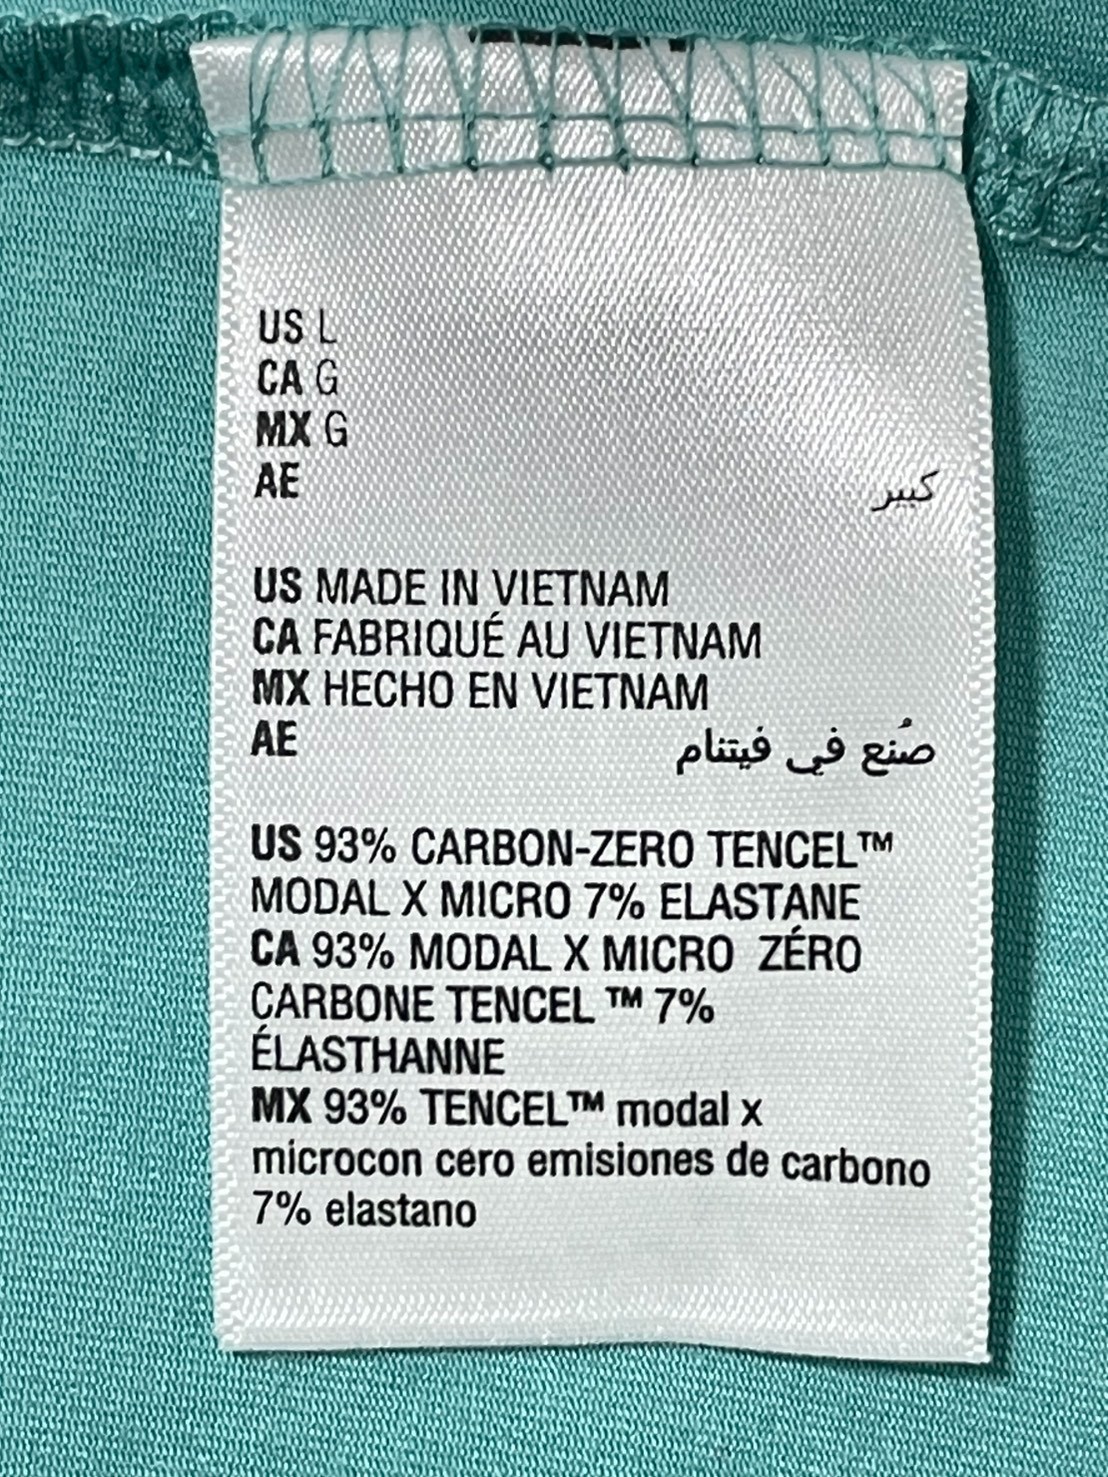 US L
CA G
MX G
AE كبير
US MADE IN VIETNAM
CA FABRIQUÉ AU VIETNAM
MX HECHO EN VIETNAM
AE صُنع في فيتنام
US 93% CARBON-ZERO TENCEL™
MODAL X MICRO 7% ELASTANE
CA 93% MODAL X MICRO ZÉRO
CARBONE TENCEL ™ 7%
ÉLASTHANNE
MX 93% TENCEL™ modal x
microcon cero emisiones de carbono
7% elastano